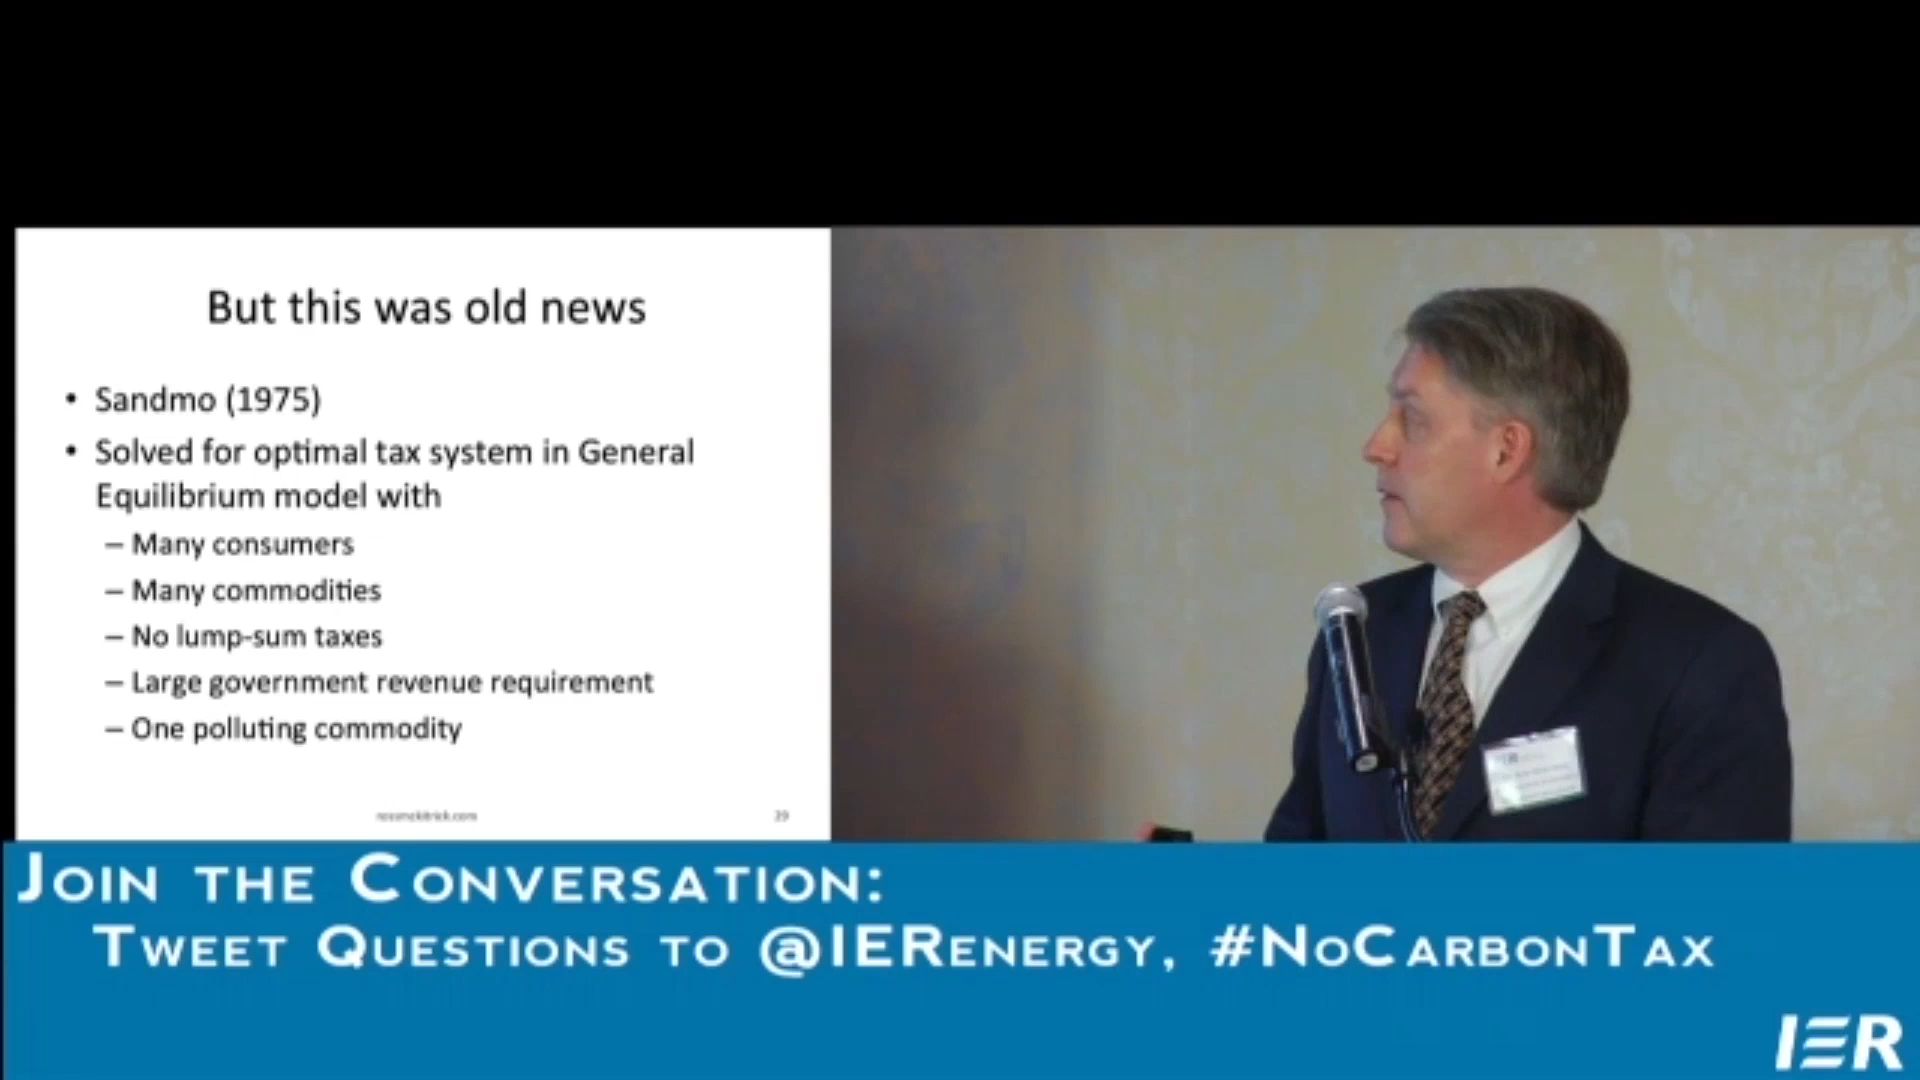 But this was old news
• Sandmo (1975)
• Solved for optimal tax system in General
Equilibrium model with
– Many consumers
– Many commodities
– No lump-sum taxes
– Large government revenue requirement
– One polluting commodity
rossmckitrick.com
JOIN THE CONVERSATION:
TWEET QUESTIONS TO @IERENERGY, #NOCARBONTAX
IER